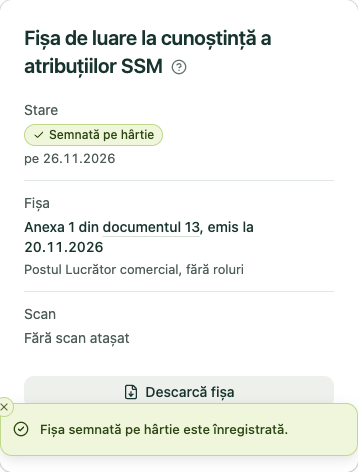 Fișa de luare la cunoștință a
atribuțiilor SSM
Stare
Semnată pe hârtie
pe 26.11.2026
Fișa
Anexa 1 din documentul 13, emis la
20.11.2026
Postul Lucrător comercial, fără roluri
Scan
Fără scan atașat
Descarcă fișa
Fișa semnată pe hârtie este înregistrată.